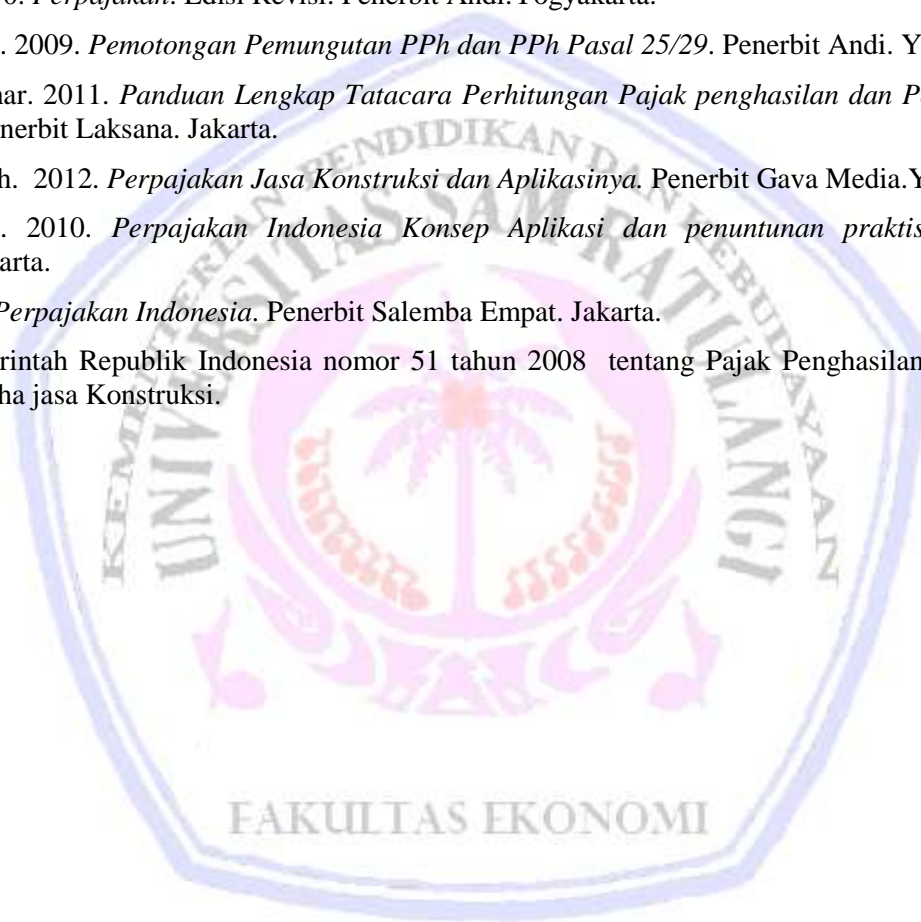 0. Perpajakan. Edisi Revisi. Penerbit Andi. Yogyakarta.
. 2009. Pemotongan Pemungutan PPh dan PPh Pasal 25/29. Penerbit Andi. Y
nar. 2011. Panduan Lengkap Tatacara Perhitungan Pajak penghasilan dan P
nerbit Laksana. Jakarta.
h. 2012. Perpajakan Jasa Konstruksi dan Aplikasinya. Penerbit Gava Media.Y
. 2010. Perpajakan Indonesia Konsep Aplikasi dan penuntunan praktis
arta.
Perpajakan Indonesia. Penerbit Salemba Empat. Jakarta.
rintah Republik Indonesia nomor 51 tahun 2008 tentang Pajak Penghasilan
ha jasa Konstruksi.
KEMENTERIAN PENDIDIKAN DAN KEBUDAYAAN
UNIVERSITAS SAM RATULANGI
FAKULTAS EKONOMI